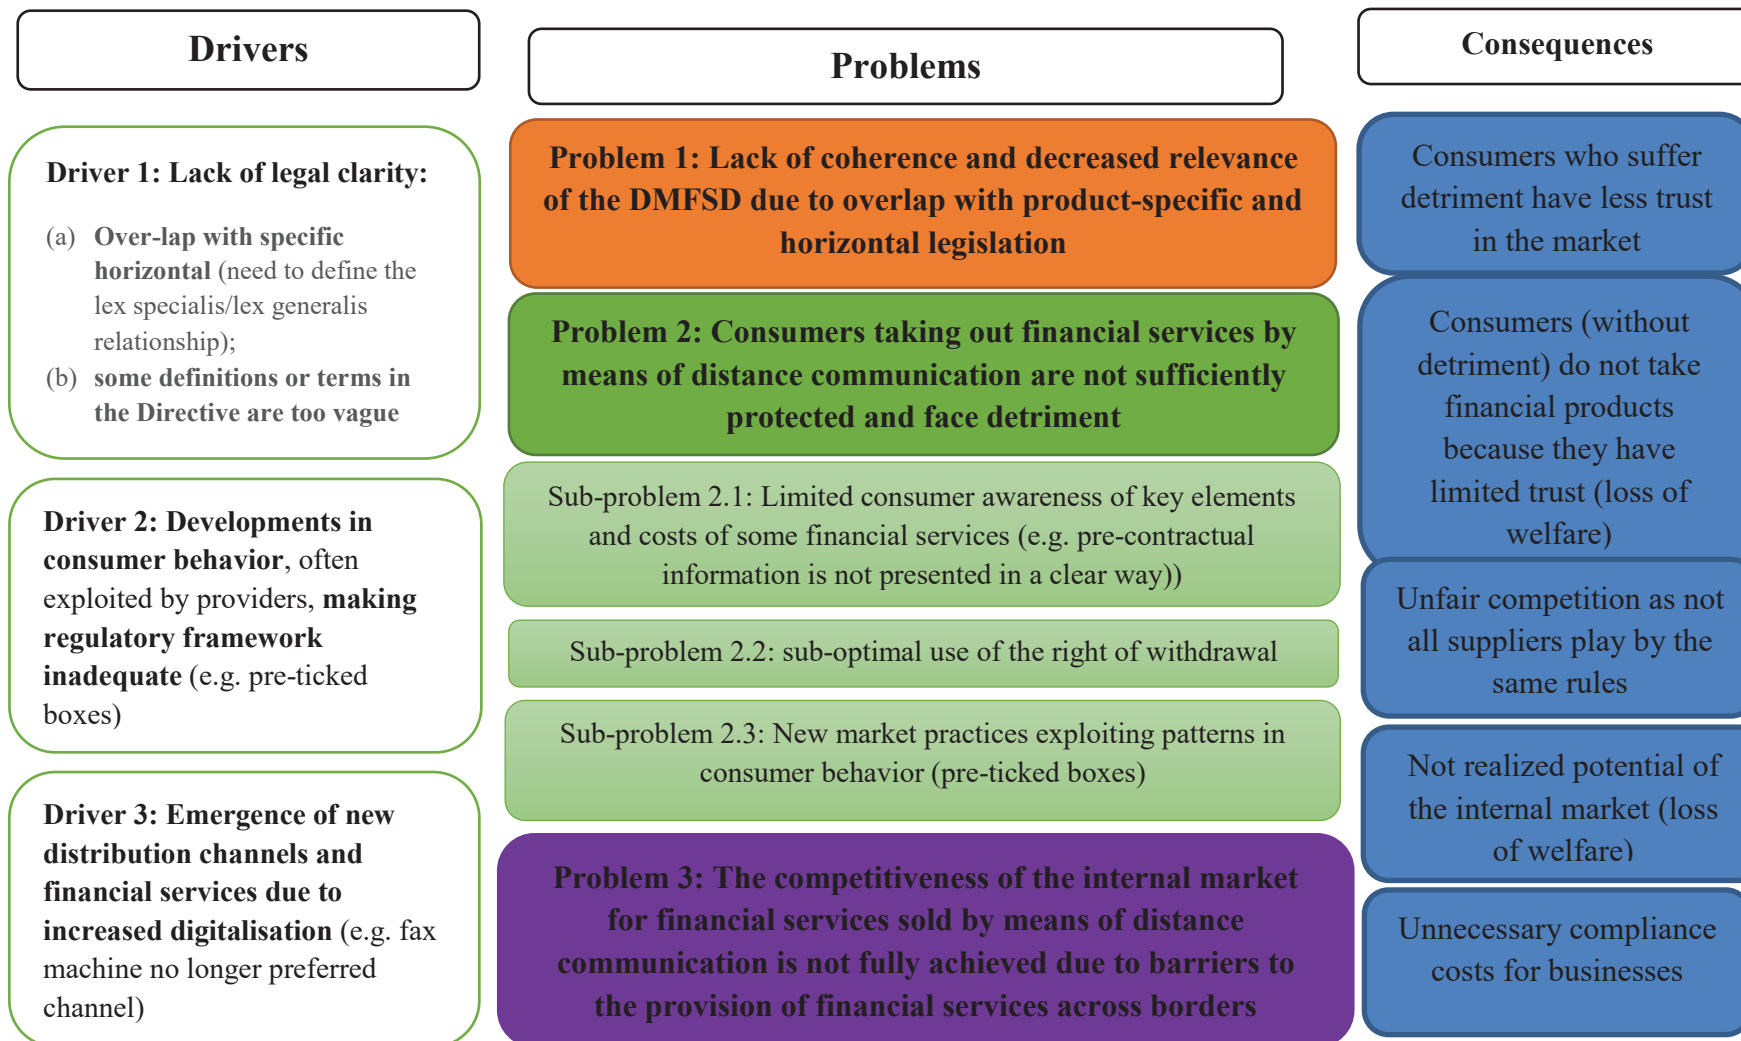 Drivers
Driver 1: Lack of legal clarity:
(a) Over-lap with specific
horizontal (need to define the
lex specialis/lex generalis
relationship);
(b) some definitions or terms in
the Directive are too vague
Driver 2: Developments in
consumer behavior, often
exploited by providers, making
regulatory framework
inadequate (e.g. pre-ticked
boxes)
Driver 3: Emergence of new
distribution channels and
financial services due to
increased digitalisation (e.g. fax
machine no longer preferred
channel)
Problems
Problem 1: Lack of coherence and decreased relevance
of the DMFSD due to overlap with product-specific and
horizontal legislation
Problem 2: Consumers taking out financial services by
means of distance communication are not sufficiently
protected and face detriment
Sub-problem 2.1: Limited consumer awareness of key elements
and costs of some financial services (e.g. pre-contractual
information is not presented in a clear way))
Sub-problem 2.2: sub-optimal use of the right of withdrawal
Sub-problem 2.3: New market practices exploiting patterns in
consumer behavior (pre-ticked boxes)
Problem 3: The competitiveness of the internal market
for financial services sold by means of distance
communication is not fully achieved due to barriers to
the provision of financial services across borders
Consequences
Consumers who suffer
detriment have less trust
in the market
Consumers (without
detriment) do not take
financial products
because they have
limited trust (loss of
welfare)
Unfair competition as not
all suppliers play by the
same rules
Not realized potential of
the internal market (loss
of welfare)
Unnecessary compliance
costs for businesses